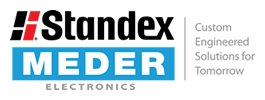 Standex
MEDER
ELECTRONICS
Custom
Engineered
Solutions for
Tomorrow